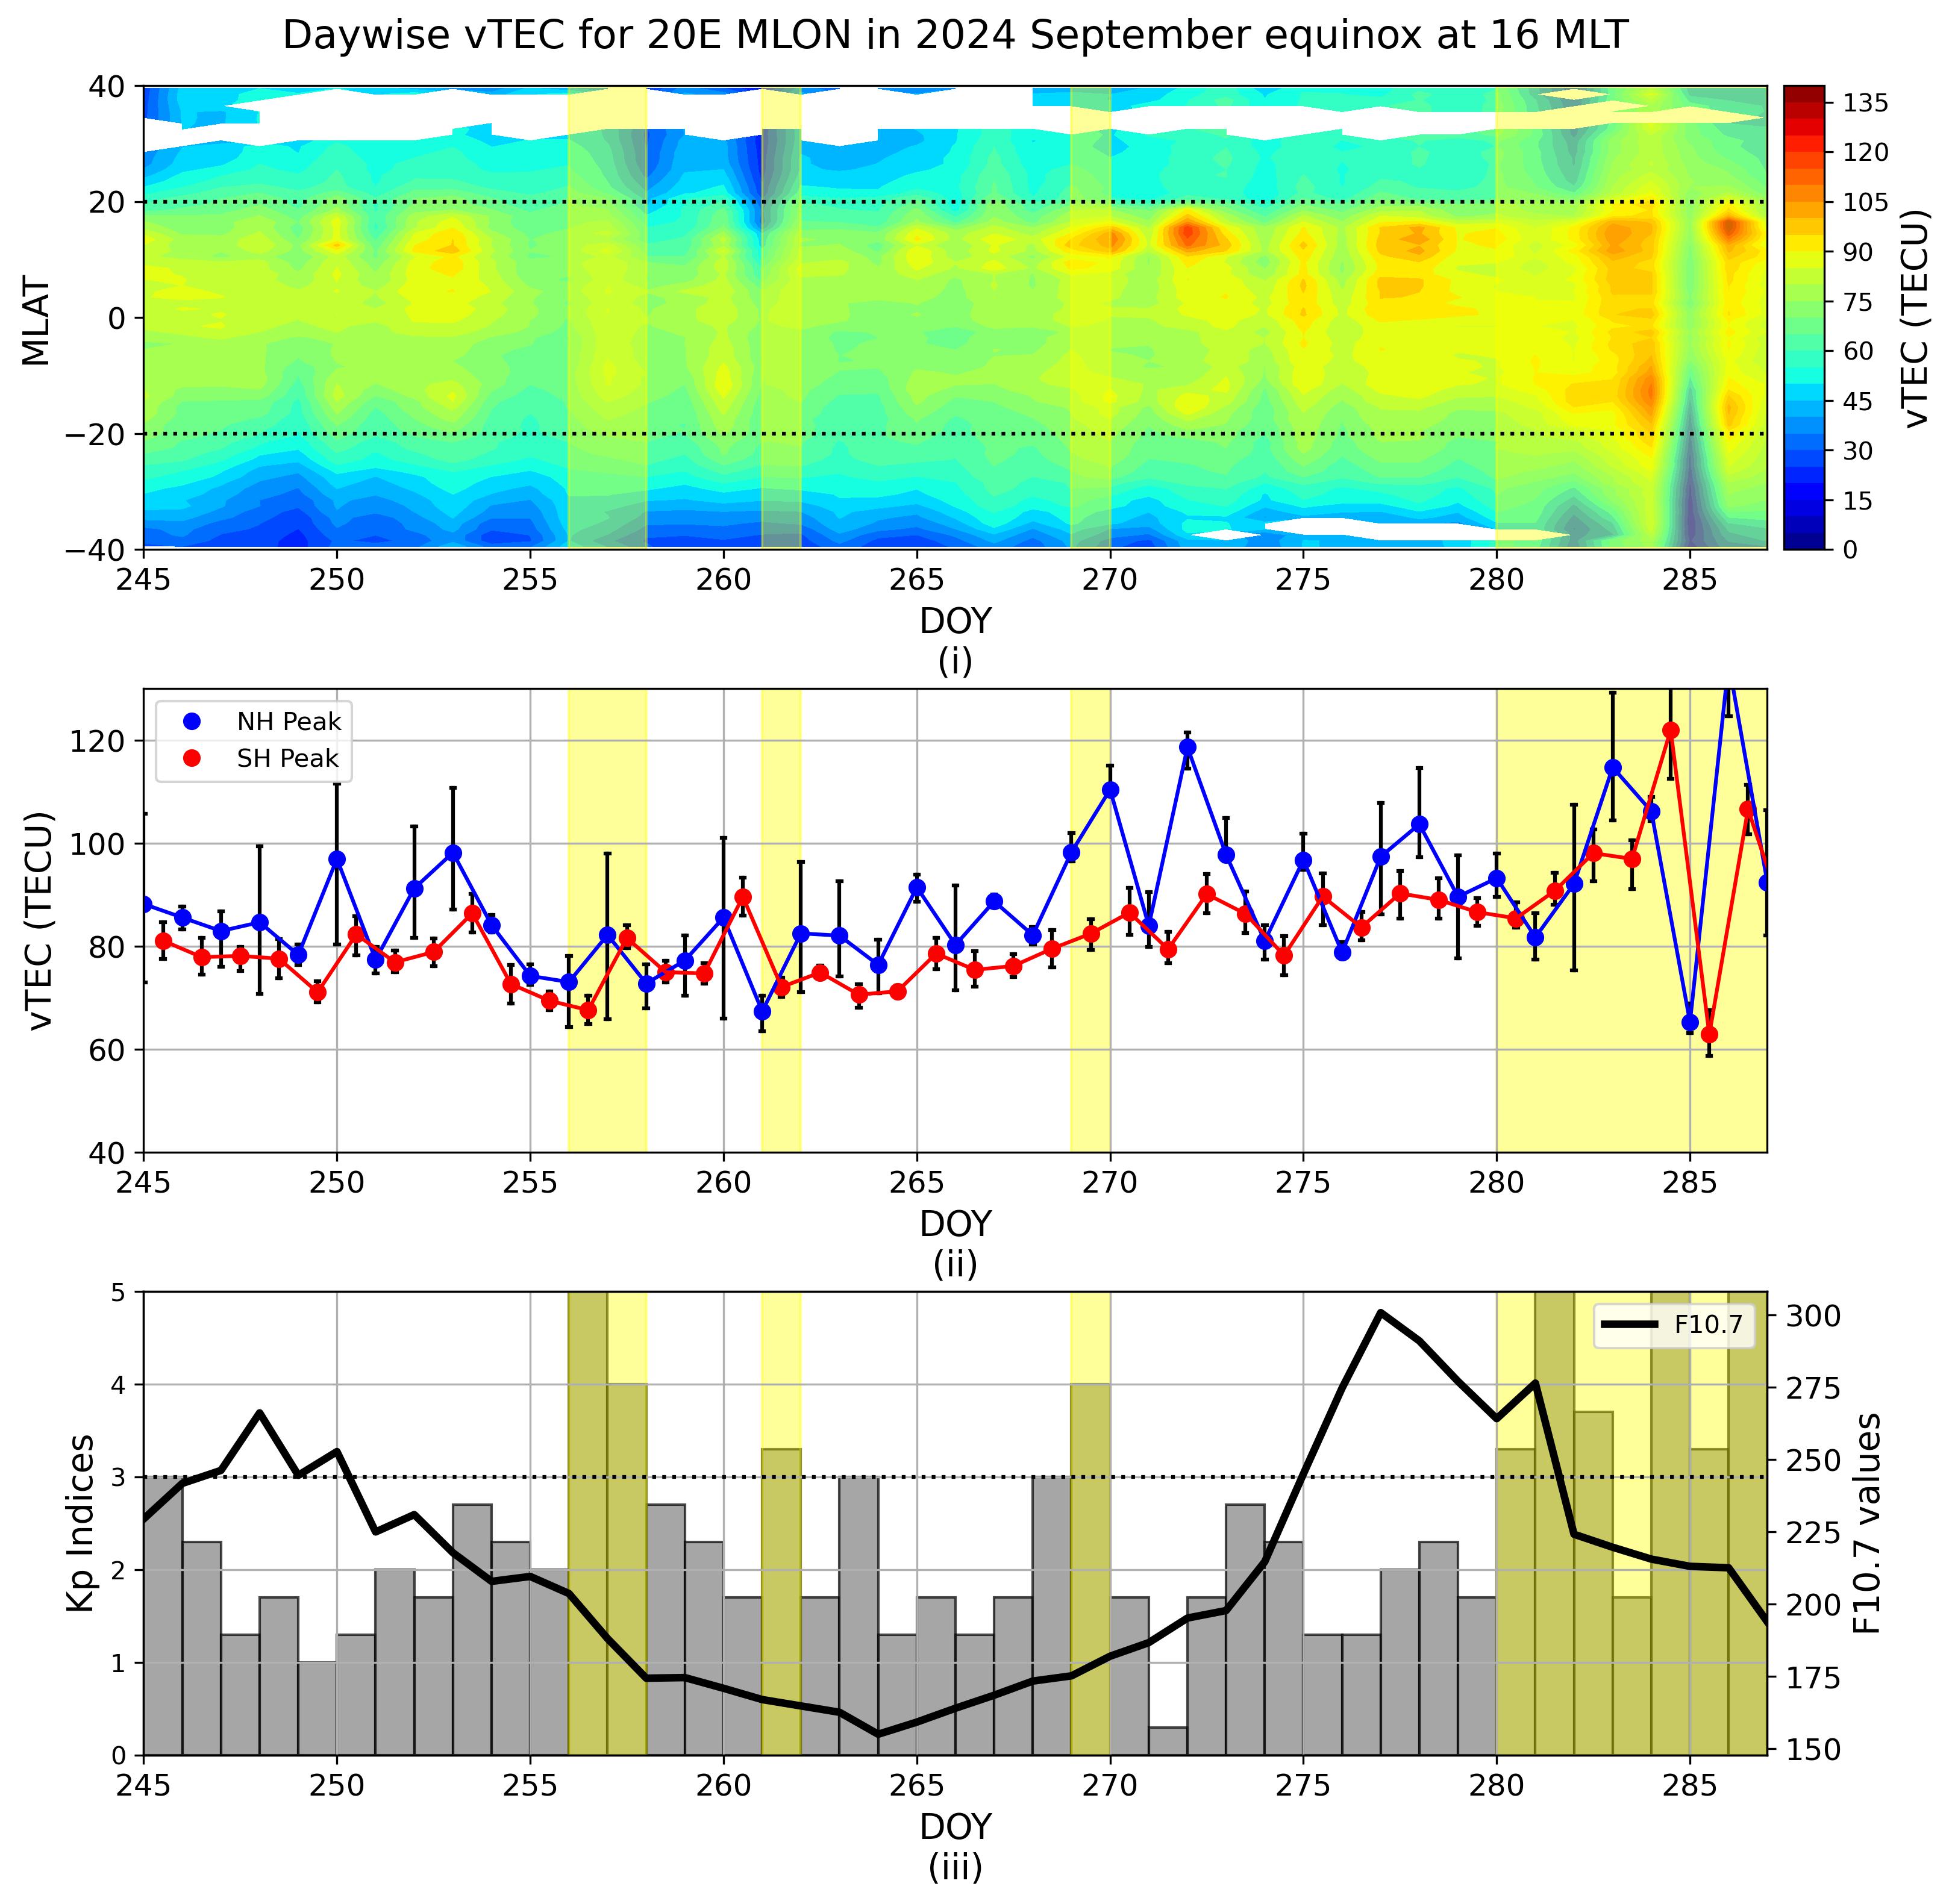 Daywise vTEC for 20E MLON in 2024 September equinox at 16 MLT
40
20
0
−20
−40
MLAT
245 250 255 260 265 270 275 280 285
DOY
(i)
135
120
105
90
75
60
45
30
15
0
vTEC (TECU)
NH Peak
SH Peak
120
100
80
60
40
vTEC (TECU)
245 250 255 260 265 270 275 280 285
DOY
(ii)
F10.7
5
4
3
2
1
0
Kp Indices
300
275
250
225
200
175
150
F10.7 values
245 250 255 260 265 270 275 280 285
DOY
(iii)